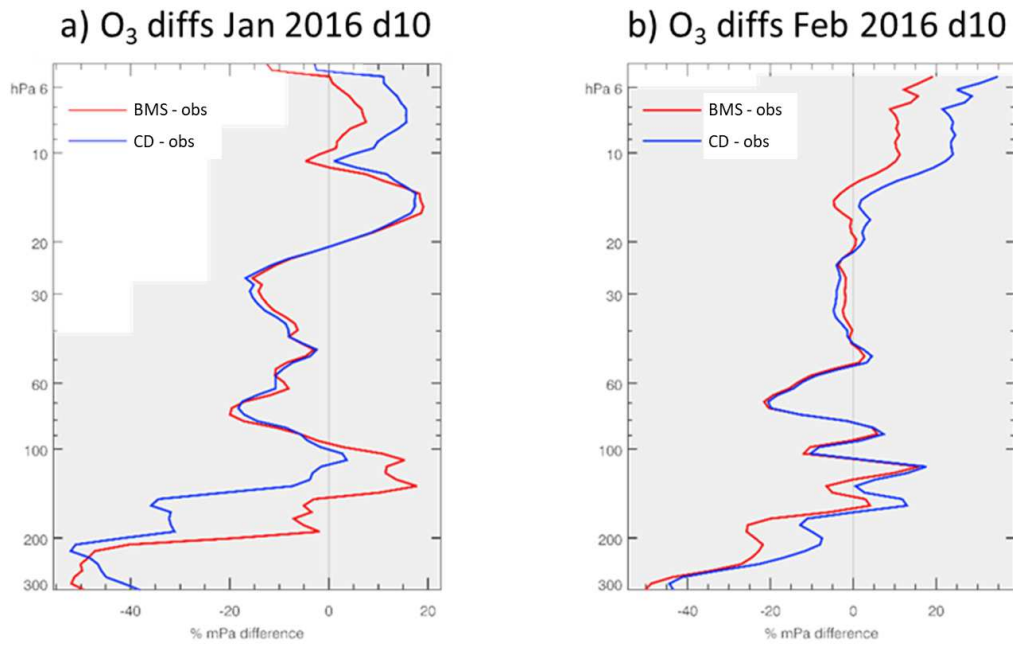 a) O₃ diffs Jan 2016 d10
hPa 6
10
20
30
60
100
200
300
BMS - obs
CD - obs
-40 -20 0 20
% mPa difference
b) O₃ diffs Feb 2016 d10
hPa 6
10
20
30
60
100
200
300
BMS - obs
CD - obs
-40 -20 0 20
% mPa difference